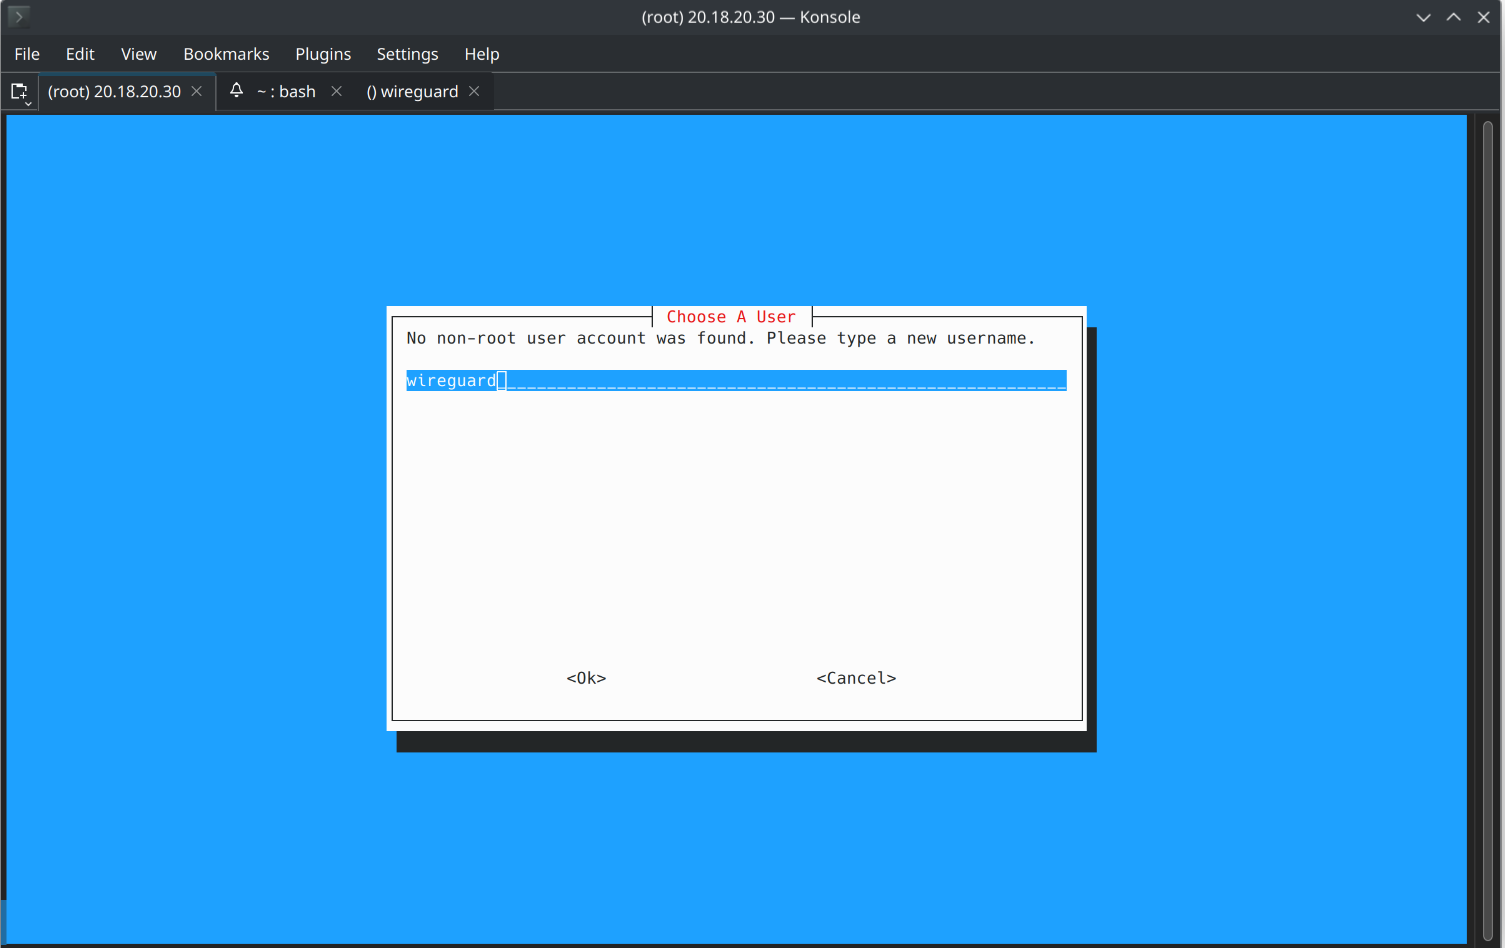 (root) 20.18.20.30 — Konsole
File Edit View Bookmarks Plugins Settings Help
(root) 20.18.20.30 ~ : bash () wireguard
Choose A User
No non-root user account was found. Please type a new username.
wireguard
<Ok> <Cancel>